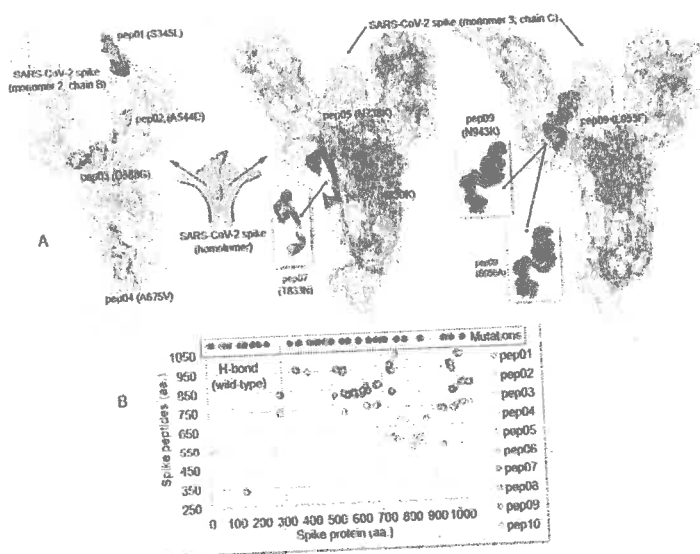 pep01 (S345L)
SARS-CoV-2 spike
(monomer 2, chain B)
SARS-CoV-2 spike (monomer 3, chain C)
pep02 (A544D)
pep09
(N943K)
A
SARS-CoV-2 spike
(homotrimer)
pep07
(T833N)
pep04 (A675V)
B
H-bond
(wild-type)
Mutations
Spike peptides (aa.)
1050
950
850
750
650
550
450
350
250
0 100 200 300 400 500 600 700 800 900 1000
Spike protein (aa.)
pep01
pep02
pep03
pep04
pep05
pep06
pep07
pep08
pep09
pep10